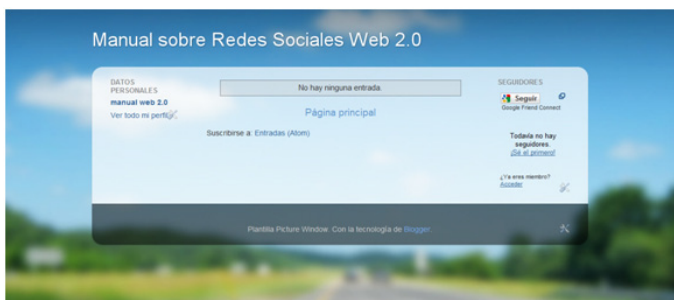 Manual sobre Redes Sociales Web 2.0
DATOS
PERSONALES
manual web 2.0
Ver todo mi perfil
No hay ninguna entrada.
Página principal
Suscribirse a: Entradas (Atom)
SEGUIDORES
Seguir
Google Friend Connect
Todavía no hay
seguidores.
¡Sé el primero!
¿Ya eres miembro?
Acceder
Plantilla Picture Window. Con la tecnología de Blogger.